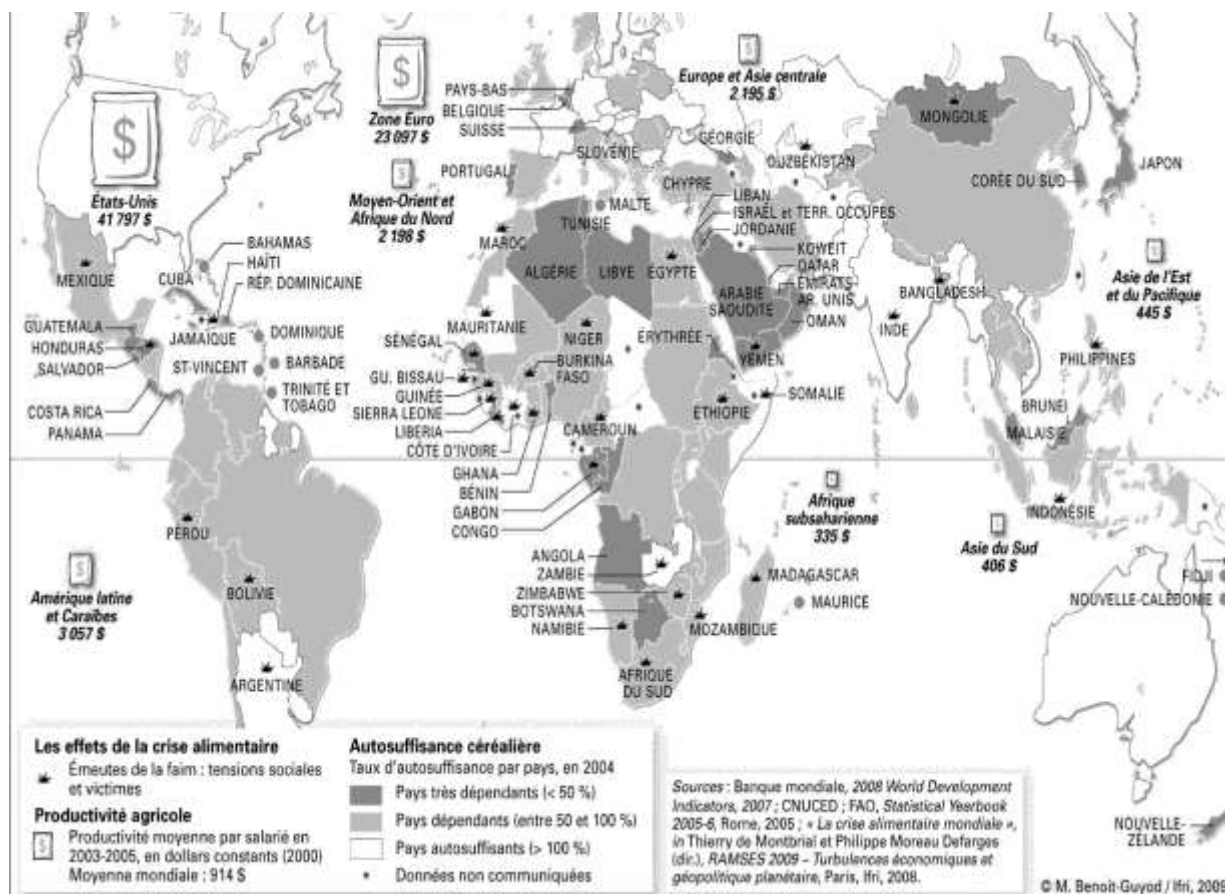 Europe et Asie centrale
2 195 $
PAYS-BAS
BELGIQUE
SUISSE
Zone Euro
23 097 $
MONGOLIE
GÉORGIE
OUZBÉKISTAN
SLOVÉNIE
JAPON
CORÉE DU SUD
PORTUGAL
CHYPRE
États-Unis
41 797 $
Moyen-Orient et
Afrique du Nord
2 198 $
TUNISIE
MALTE
LIBAN
ISRAËL et TERR. OCCUPES
JORDANIE
MAROC
KOWEIT
BAHAMAS
HAÏTI
RÉP. DOMINICAINE
MEXIQUE
CUBA
ALGÉRIE
LIBYE
EGYPTE
QATAR
ÉMIRATS
AR. UNIS
ARABIE
SAOUDITE
OMAN
BANGLADESH
INDE
Asie de l'Est
et du Pacifique
445 $
GUATEMALA
HONDURAS
SALVADOR
JAMAÏQUE
DOMINIQUE
ST-VINCENT
BARBADE
TRINITÉ ET
TOBAGO
COSTA RICA
PANAMA
MAURITANIE
NIGER
SÉNÉGAL
BURKINA
FASO
ÉRYTHRÉE
YEMEN
PHILIPPINES
GU. BISSAU
GUINÉE
SIERRA LEONE
LIBERIA
CÔTE D'IVOIRE
CAMEROUN
ÉTHIOPIE
SOMALIE
BRUNEI
MALAISIE
GHANA
BÉNIN
GABON
CONGO
Afrique
subsaharienne
335 $
INDONÉSIE
Asie du Sud
406 $
PÉROU
BOLIVIE
ANGOLA
ZAMBIE
ZIMBABWE
BOTSWANA
NAMIBIE
MADAGASCAR
MAURICE
MOZAMBIQUE
FIDJI
NOUVELLE-CALÉDONIE
Amérique latine
et Caraïbes
3 057 $
ARGENTINE
AFRIQUE
DU SUD
NOUVELLE-
ZÉLANDE
Les effets de la crise alimentaire
Émeutes de la faim : tensions sociales
et victimes
Productivité agricole
$ Productivité moyenne par salarié en
2003-2005, en dollars constants (2000)
Moyenne mondiale : 914 $
Autosuffisance céréalière
Taux d'autosuffisance par pays, en 2004
Pays très dépendants (< 50 %)
Pays dépendants (entre 50 et 100 %)
Pays autosuffisants (> 100 %)
Données non communiquées
Sources : Banque mondiale, 2008 World Development
Indicators, 2007 ; CNUCED ; FAO, Statistical Yearbook
2005-6, Rome, 2005 ; « La crise alimentaire mondiale »,
in Thierry de Montbrial et Philippe Moreau Defarges
(dir.), RAMSES 2009 – Turbulences économiques et
géopolitique planétaire, Paris, Ifri, 2008.
© M. Benoit-Guyod / Ifri, 2009